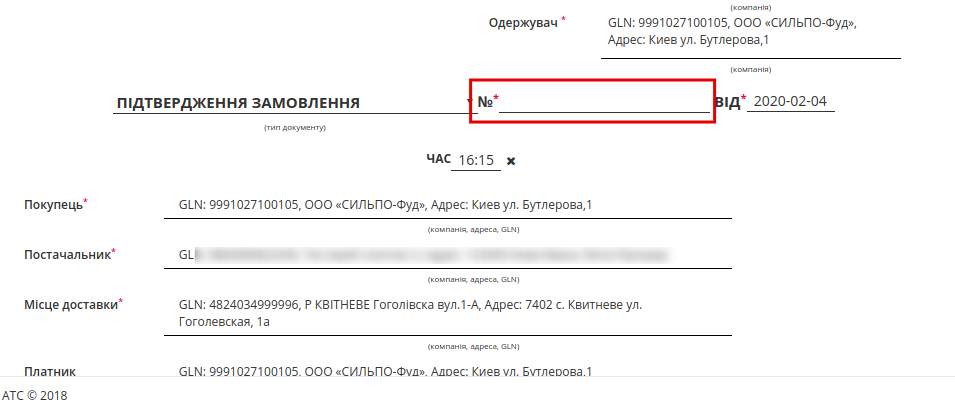 (компанія)
Одержувач *
GLN: 9991027100105, ООО «СИЛЬПО-Фуд»,
Адрес: Киев ул. Бутлерова,1
(компанія)
ПІДТВЕРДЖЕННЯ ЗАМОВЛЕННЯ №* ВІД* 2020-02-04
(тип документу)
ЧАС 16:15 ✖
Покупець* GLN: 9991027100105, ООО «СИЛЬПО-Фуд», Адрес: Киев ул. Бутлерова,1
(компанія, адреса, GLN)
Постачальник* GL
(компанія, адреса, GLN)
Місце доставки* GLN: 4824034999996, Р КВІТНЕВЕ Гоголівска вул.1-А, Адрес: 7402 с. Квитневе ул.
Гоголевская, 1а
(компанія, адреса, GLN)
Платник GLN: 9991027100105, ООО «СИЛЬПО-Фуд», Адрес: Киев ул. Бутлерова,1
АТС © 2018